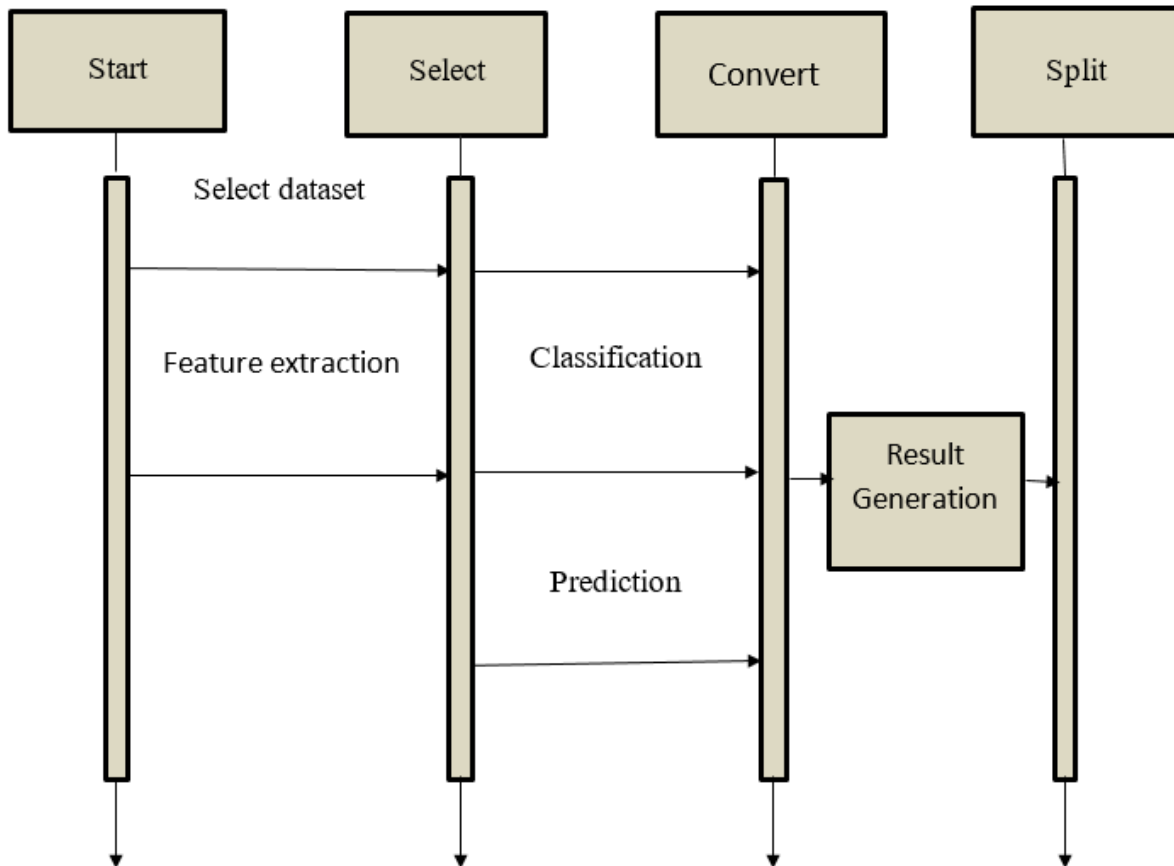 Start
Select
Convert
Split
Select dataset
Feature extraction
Classification
Result
Generation
Prediction